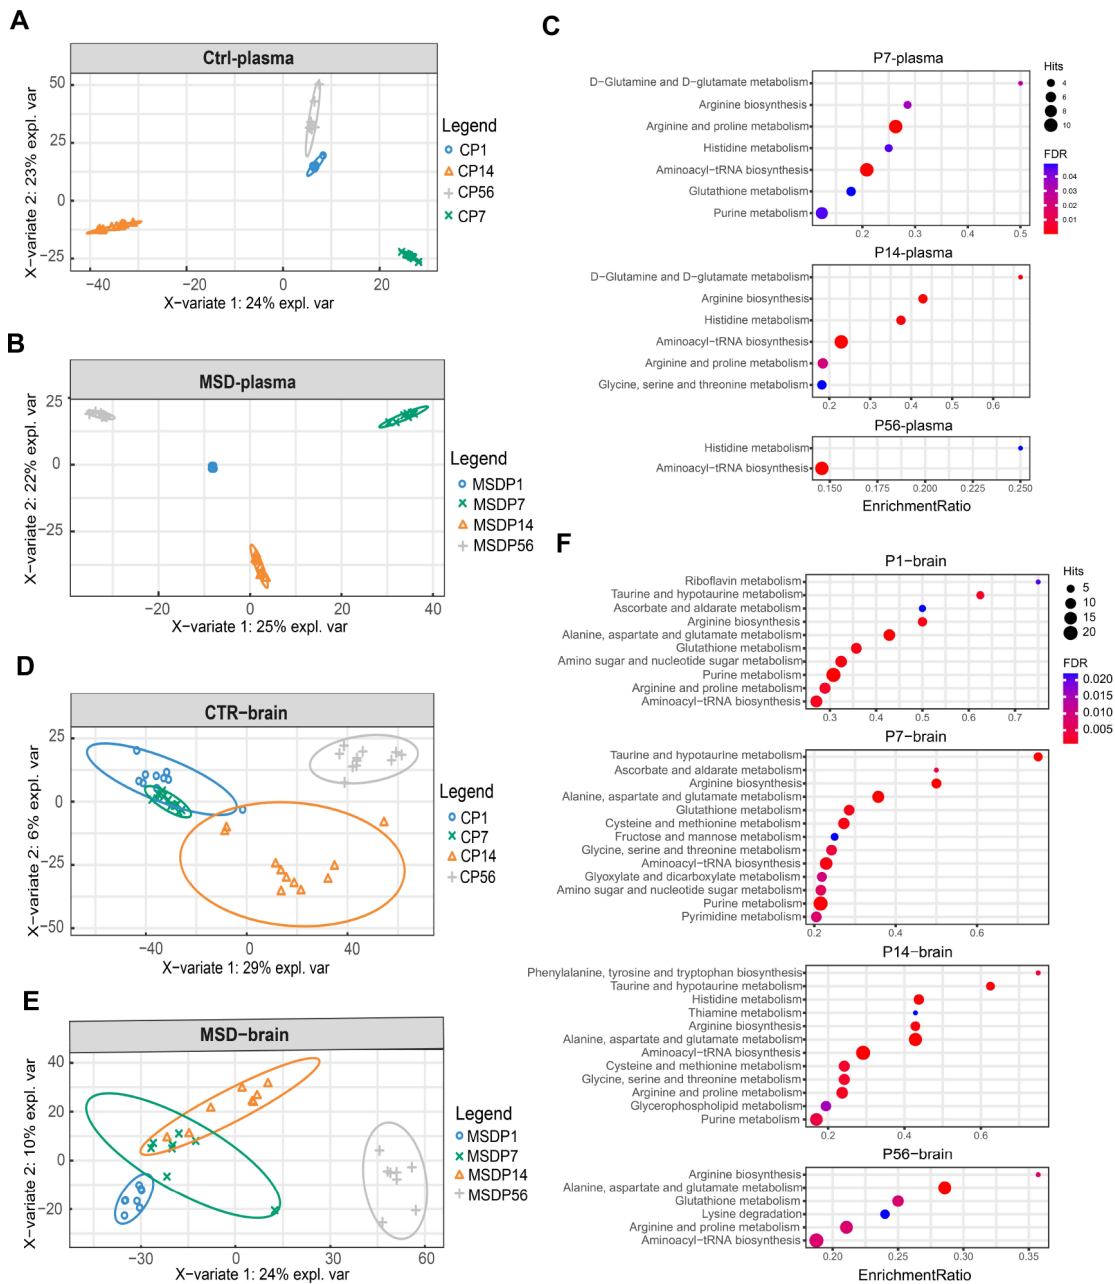 A
Ctrl-plasma
50
25
0
−25
−40
0
20
X−variate 2: 23% expl. var
X−variate 1: 24% expl. var
Legend
CP1
CP14
CP56
CP7
B
MSD-plasma
25
0
−25
−20
0
20
40
X−variate 2: 22% expl. var
X−variate 1: 25% expl. var
Legend
MSDP1
MSDP7
MSDP14
MSDP56
C
P7-plasma
D−Glutamine and D−glutamate metabolism
Arginine biosynthesis
Arginine and proline metabolism
Histidine metabolism
Aminoacyl−tRNA biosynthesis
Glutathione metabolism
Purine metabolism
0.2
0.3
0.4
0.5
Hits
4
6
8
10
FDR
0.04
0.03
0.02
0.01
P14-plasma
D−Glutamine and D−glutamate metabolism
Arginine biosynthesis
Histidine metabolism
Aminoacyl−tRNA biosynthesis
Arginine and proline metabolism
Glycine, serine and threonine metabolism
0.2
0.3
0.4
0.5
0.6
P56-plasma
Histidine metabolism
Aminoacyl−tRNA biosynthesis
0.150
0.175
0.200
0.225
0.250
EnrichmentRatio
D
CTR−brain
25
0
−25
−50
−40
0
40
X−variate 2: 6% expl. var
X−variate 1: 29% expl. var
Legend
CP1
CP7
CP14
CP56
E
MSD−brain
40
20
0
−20
−30
0
30
60
X−variate 2: 10% expl. var
X−variate 1: 24% expl. var
Legend
MSDP1
MSDP7
MSDP14
MSDP56
F
P1−brain
Riboflavin metabolism
Taurine and hypotaurine metabolism
Ascorbate and aldarate metabolism
Arginine biosynthesis
Alanine, aspartate and glutamate metabolism
Glutathione metabolism
Amino sugar and nucleotide sugar metabolism
Purine metabolism
Arginine and proline metabolism
Aminoacyl−tRNA biosynthesis
0.3
0.4
0.5
0.6
0.7
Hits
5
10
15
20
FDR
0.020
0.015
0.010
0.005
P7−brain
Taurine and hypotaurine metabolism
Ascorbate and aldarate metabolism
Arginine biosynthesis
Alanine, aspartate and glutamate metabolism
Glutathione metabolism
Cysteine and methionine metabolism
Fructose and mannose metabolism
Glycine, serine and threonine metabolism
Aminoacyl−tRNA biosynthesis
Glyoxylate and dicarboxylate metabolism
Amino sugar and nucleotide sugar metabolism
Purine metabolism
Pyrimidine metabolism
0.2
0.4
0.6
P14−brain
Phenylalanine, tyrosine and tryptophan biosynthesis
Taurine and hypotaurine metabolism
Histidine metabolism
Thiamine metabolism
Arginine biosynthesis
Alanine, aspartate and glutamate metabolism
Aminoacyl−tRNA biosynthesis
Cysteine and methionine metabolism
Glycine, serine and threonine metabolism
Arginine and proline metabolism
Glycerophospholipid metabolism
Purine metabolism
0.2
0.4
0.6
P56−brain
Arginine biosynthesis
Alanine, aspartate and glutamate metabolism
Glutathione metabolism
Lysine degradation
Arginine and proline metabolism
Aminoacyl−tRNA biosynthesis
0.20
0.25
0.30
0.35
EnrichmentRatio